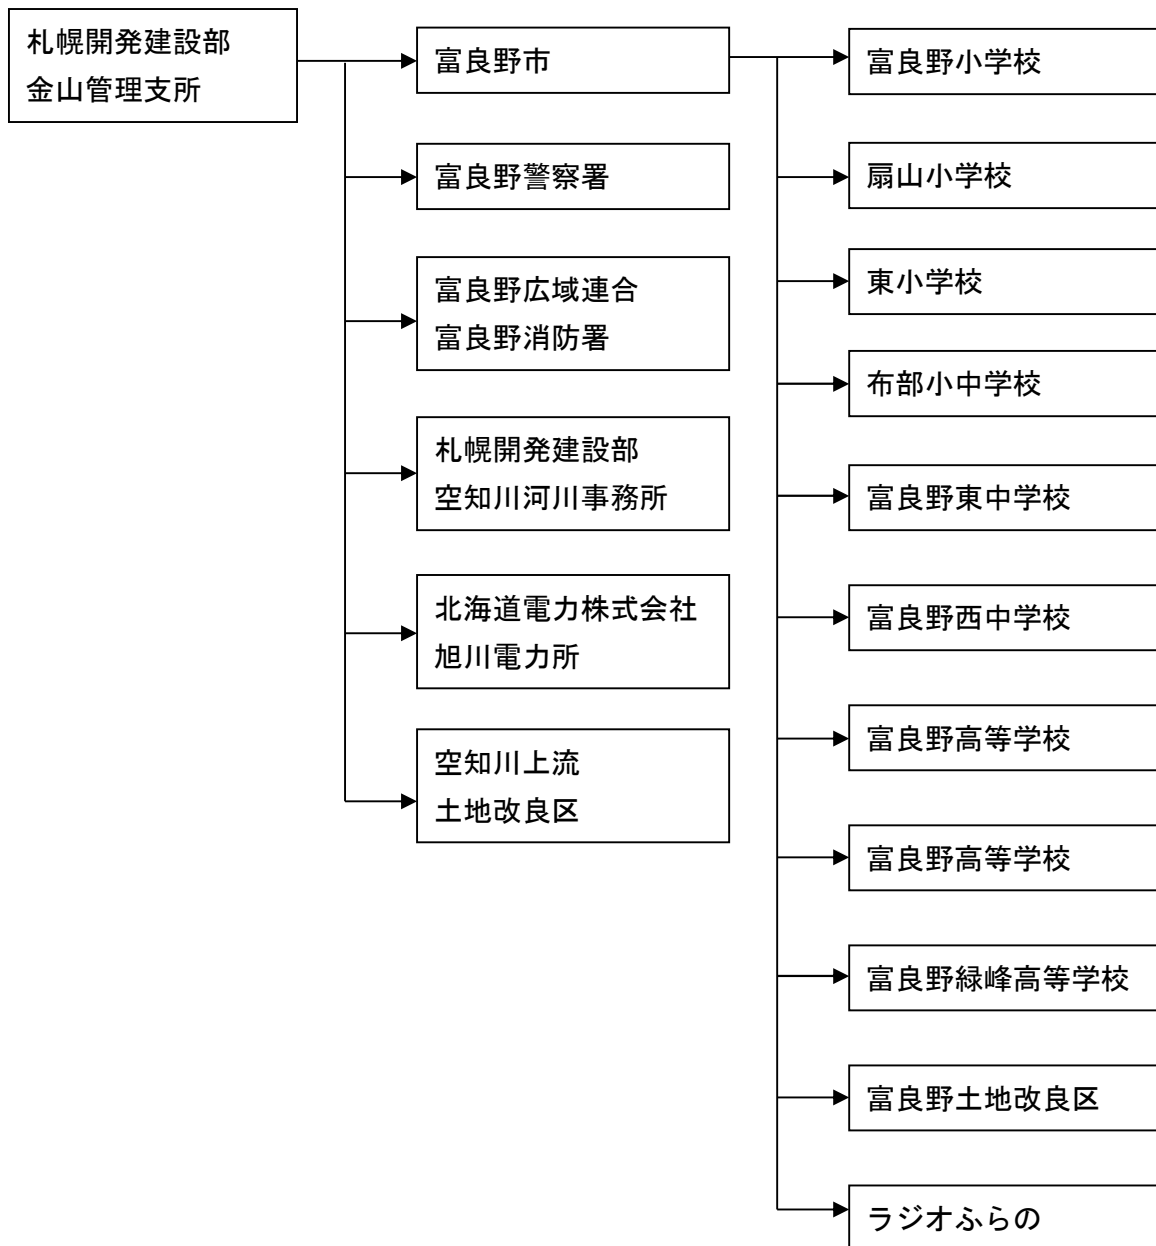 札幌開発建設部
金山管理支所
富良野市
富良野警察署
富良野広域連合
富良野消防署
札幌開発建設部
空知川河川事務所
北海道電力株式会社
旭川電力所
空知川上流
土地改良区
富良野小学校
扇山小学校
東小学校
布部小中学校
富良野東中学校
富良野西中学校
富良野高等学校
富良野高等学校
富良野緑峰高等学校
富良野土地改良区
ラジオふらの